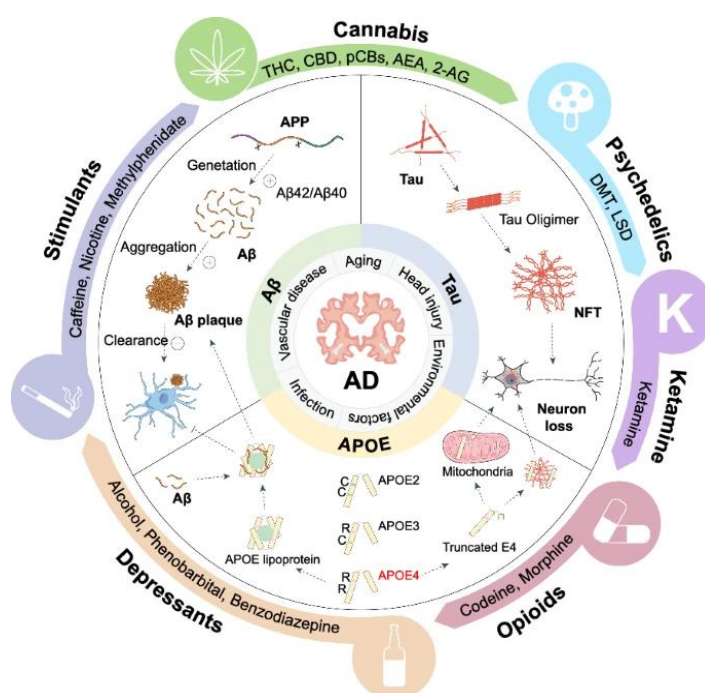 Cannabis
THC, CBD, pCBs, AEA, 2-AG
Psychedelics
DMT, LSD
K
Ketamine
Ketamine
Opioids
Codeine, Morphine
Depressants
Alcohol, Phenobarbital, Benzodiazepine
Stimulants
Caffeine, Nicotine, Methylphenidate
APP
Genetation
Aβ42/Aβ40
Aβ
Aggregation
Aβ plaque
Clearance
Tau
Tau Oligimer
NFT
Neuron
loss
Aβ
Tau
APOE
Vascular disease
Aging
Head injury
Environmental factors
Infection
AD
Aβ
APOE lipoprotein
C
C
APOE2
R
C
APOE3
R
R
APOE4
Mitochondria
Truncated E4